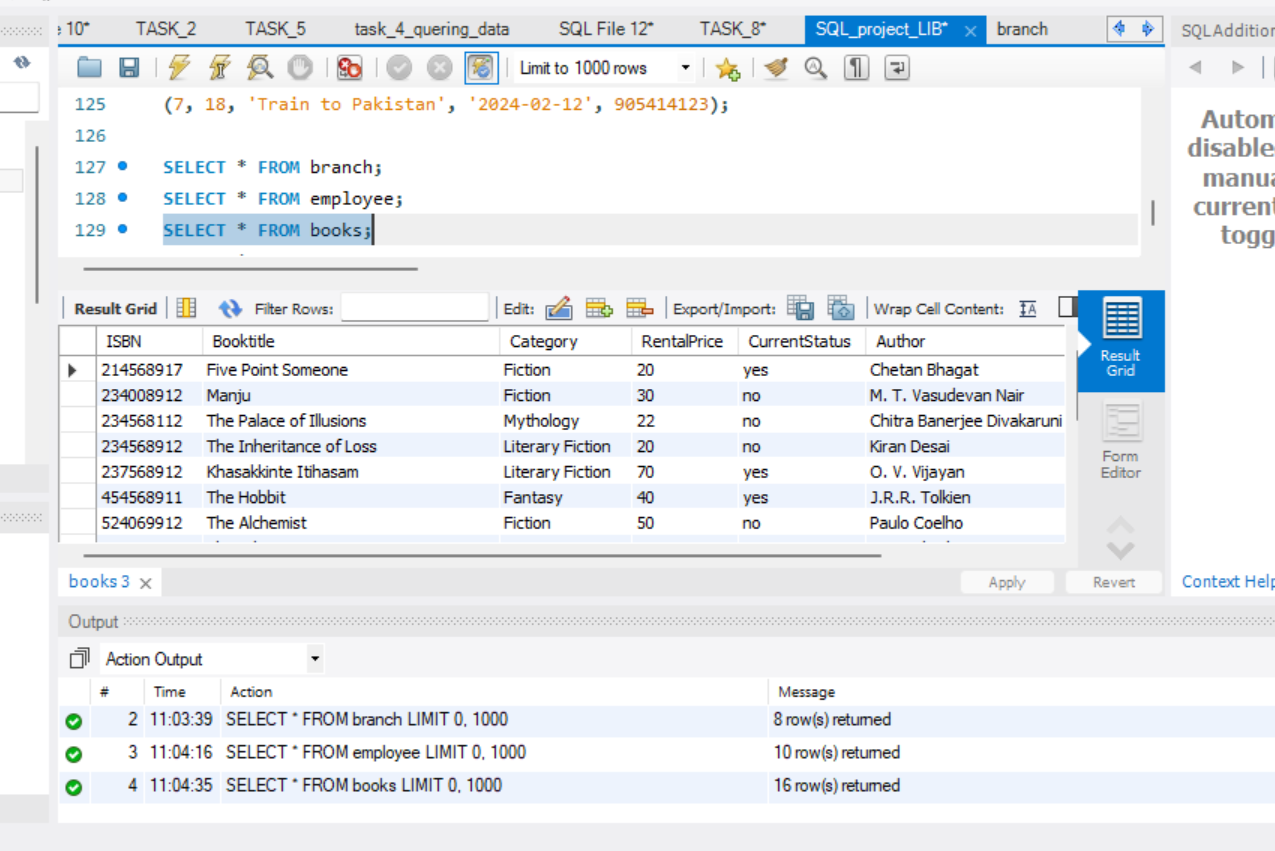 10* TASK_2 TASK_5 task_4_quering_data SQL File 12* TASK_8* SQL_project_LIB* branch
Limit to 1000 rows
125 (7, 18, 'Train to Pakistan', '2024-02-12', 905414123);
126
127 SELECT * FROM branch;
128 SELECT * FROM employee;
129 SELECT * FROM books;
Result Grid Filter Rows: Edit: Export/Import: Wrap Cell Content:
ISBN Booktitle Category RentalPrice CurrentStatus Author
214568917 Five Point Someone Fiction 20 yes Chetan Bhagat
234008912 Manju Fiction 30 no M. T. Vasudevan Nair
234568112 The Palace of Illusions Mythology 22 no Chitra Banerjee Divakaruni
234568912 The Inheritance of Loss Literary Fiction 20 no Kiran Desai
237568912 Khasakkinte Itihasam Literary Fiction 70 yes O. V. Vijayan
454568911 The Hobbit Fantasy 40 yes J.R.R. Tolkien
524069912 The Alchemist Fiction 50 no Paulo Coelho
Result
Grid
Form
Editor
books 3 Apply Revert
Output
Action Output
# Time Action Message
2 11:03:39 SELECT * FROM branch LIMIT 0, 1000 8 row(s) returned
3 11:04:16 SELECT * FROM employee LIMIT 0, 1000 10 row(s) returned
4 11:04:35 SELECT * FROM books LIMIT 0, 1000 16 row(s) returned
SQLAddition
Autom
disable
manua
current
togg
Context Help